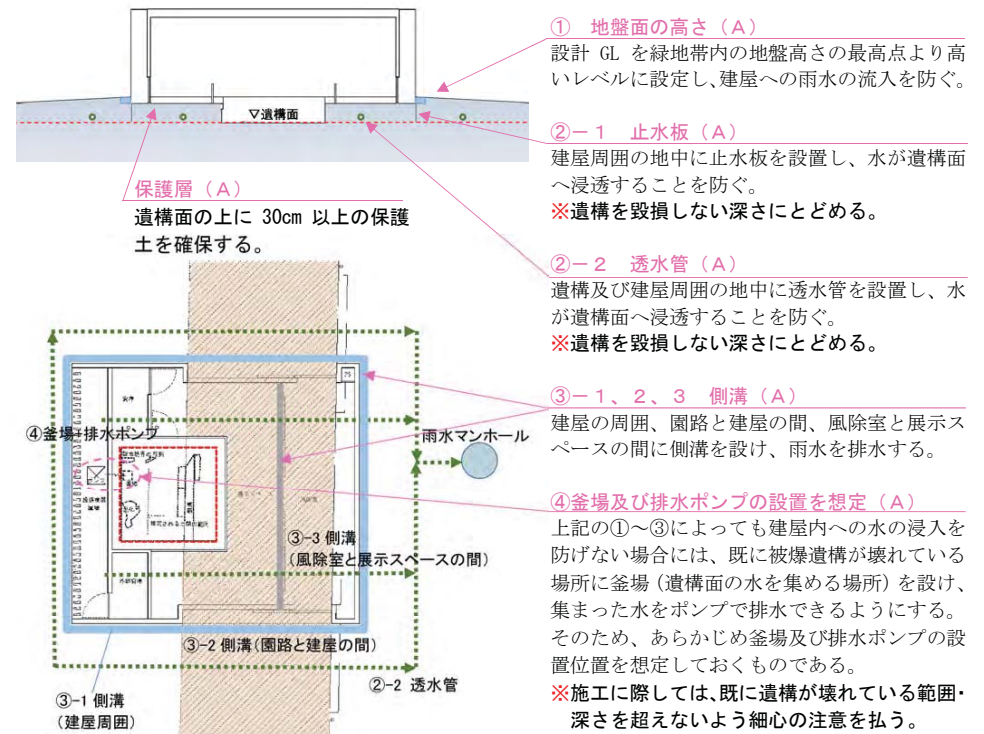 ① 地盤面の高さ（A）
設計 GL を緑地帯内の地盤高さの最高点より高
いレベルに設定し、建屋への雨水の流入を防ぐ。
▽遺構面
②－1 止水板（A）
建屋周囲の地中に止水板を設置し、水が遺構面
へ浸透することを防ぐ。
※遺構を毀損しない深さにとどめる。
保護層（A）
遺構面の上に 30cm 以上の保護
土を確保する。
②－2 透水管（A）
遺構及び建屋周囲の地中に透水管を設置し、水
が遺構面へ浸透することを防ぐ。
※遺構を毀損しない深さにとどめる。
③－1、2、3 側溝（A）
建屋の周囲、園路と建屋の間、風除室と展示ス
ペースの間に側溝を設け、雨水を排水する。
④釜場+排水ポンプ
雨水マンホール
③-3 側溝
（風除室と展示スペースの間）
③-2 側溝（園路と建屋の間）
②-2 透水管
③-1 側溝
（建屋周囲）
④釜場及び排水ポンプの設置を想定（A）
上記の①～③によっても建屋内への水の浸入を
防げない場合には、既に被爆遺構が壊れている
場所に釜場（遺構面の水を集める場所）を設け、
集まった水をポンプで排水できるようにする。
そのため、あらかじめ釜場及び排水ポンプの設
置位置を想定しておくものである。
※施工に際しては、既に遺構が壊れている範囲・
深さを超えないよう細心の注意を払う。